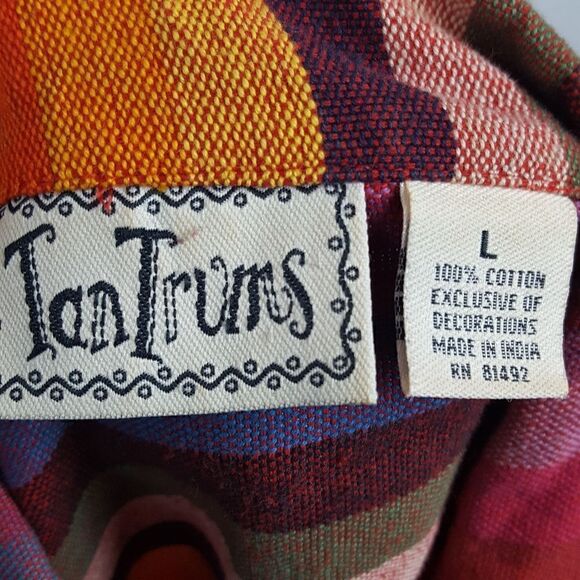 TanTrums
L
100% COTTON
EXCLUSIVE OF
DECORATIONS
MADE IN INDIA
RN 81492